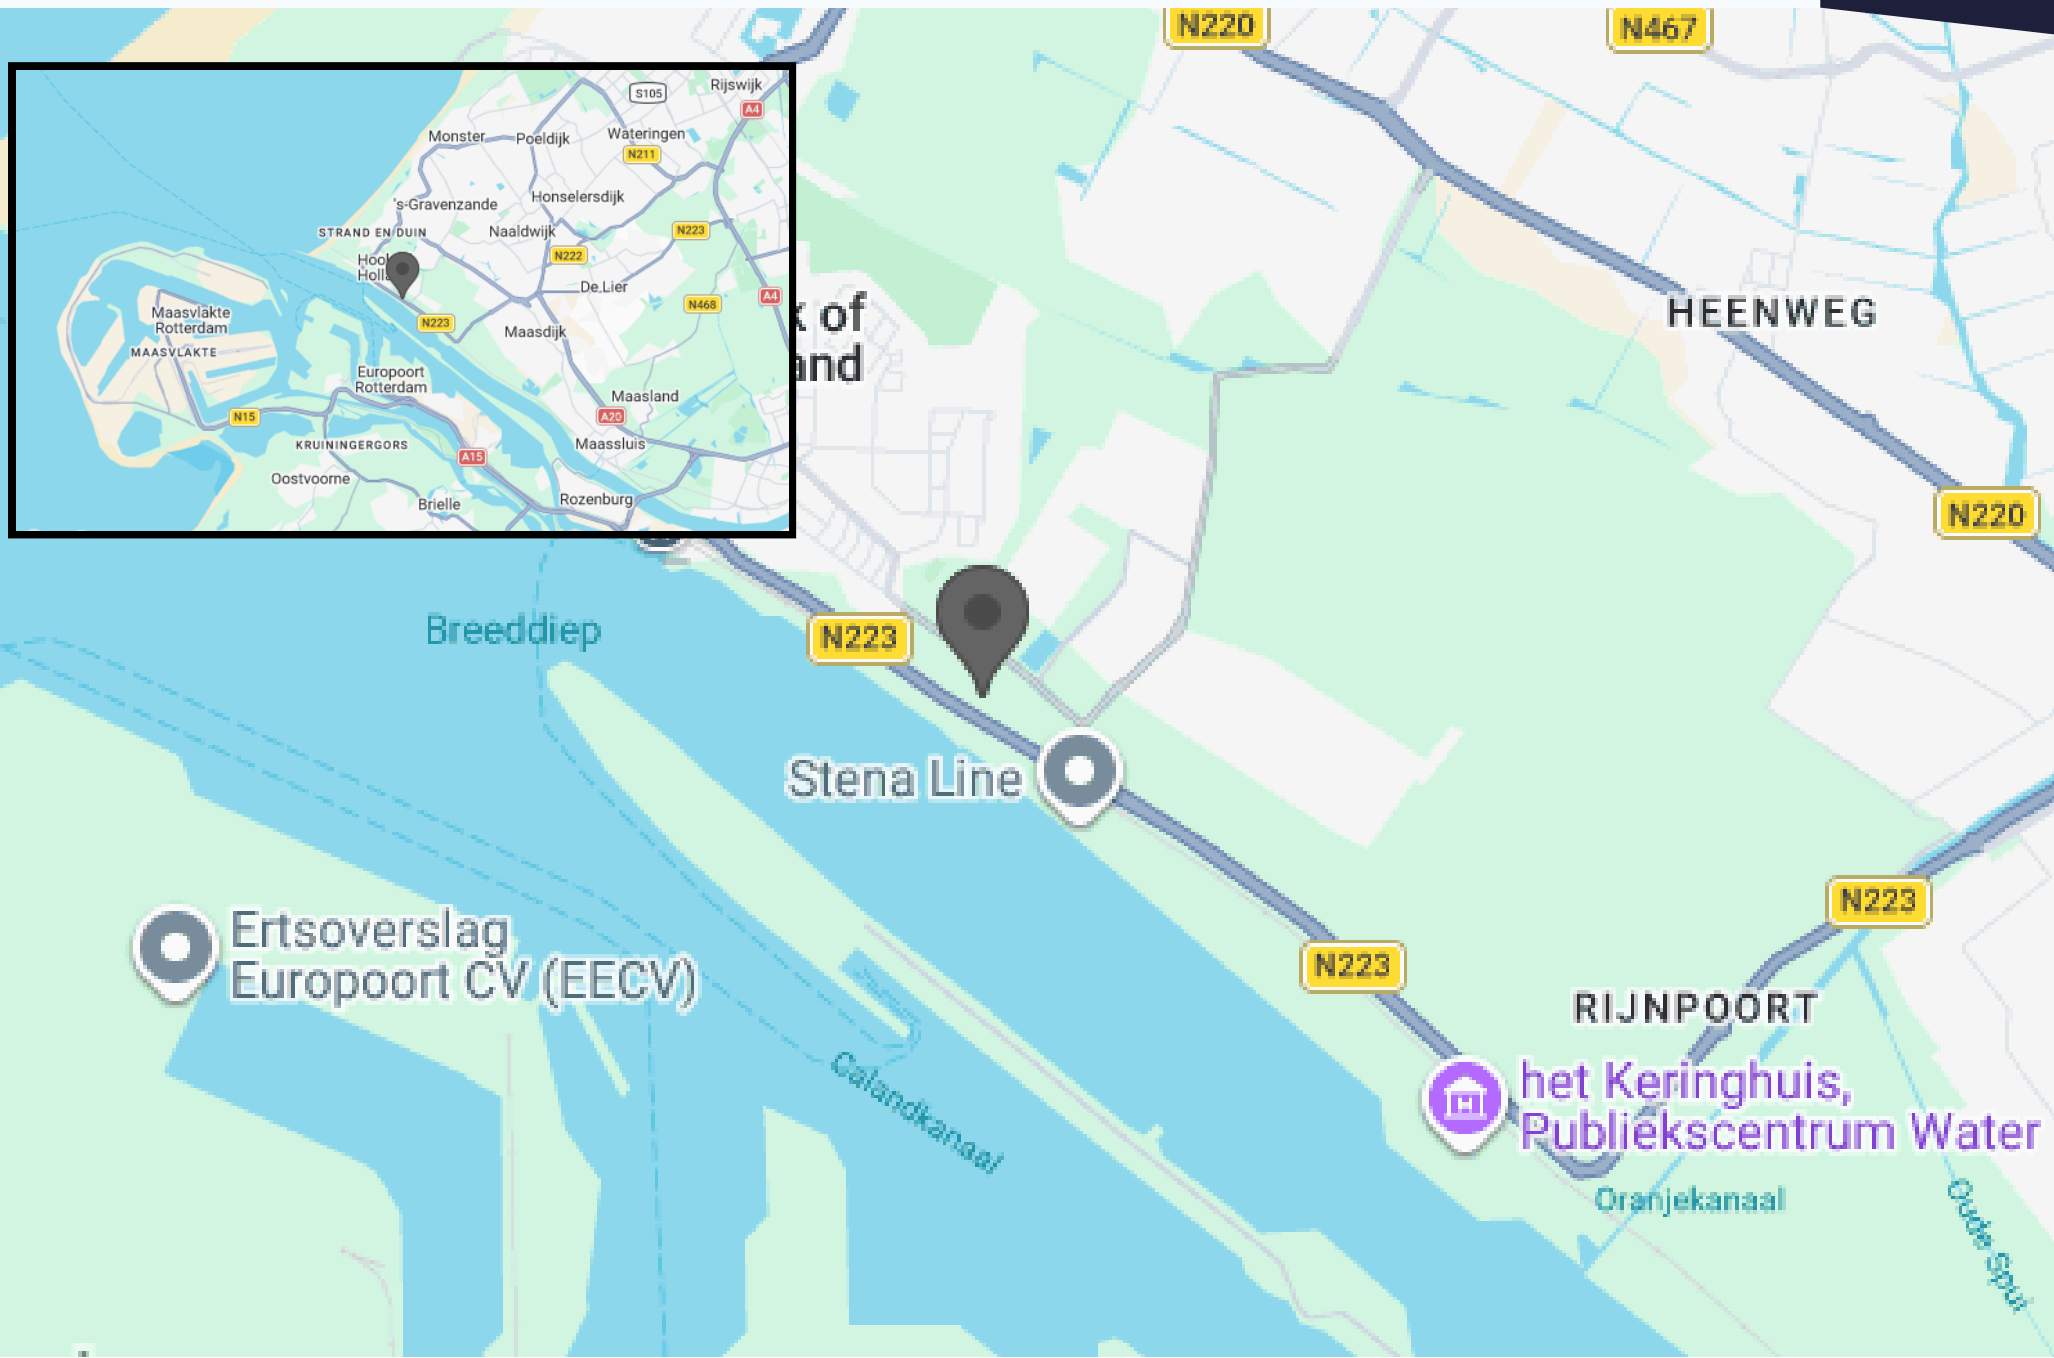 N220
N467
S105
Rijswijk
A4
Monster
Poeldijk
Wateringen
N211
's-Gravenzande
Honselersdijk
STRAND EN DUIN
Naaldwijk
N223
N222
Hoo
Holl
De Lier
A4
N468
Maasvlakte
Rotterdam
N223
Maasdijk
MAASVLAKTE
Europoort
Rotterdam
Maasland
N15
A20
KRUININGERGORS
Maassluis
A15
Oostvoorne
Brielle
Rozenburg
k of
and
HEENWEG
N220
Breeddiep
N223
Stena Line
N223
Ertsoverslag
Europoort CV (EECV)
N223
RIJNPOORT
Calandkanaal
het Keringhuis,
Publiekscentrum Water
Oranjekanaal
Oude Spui